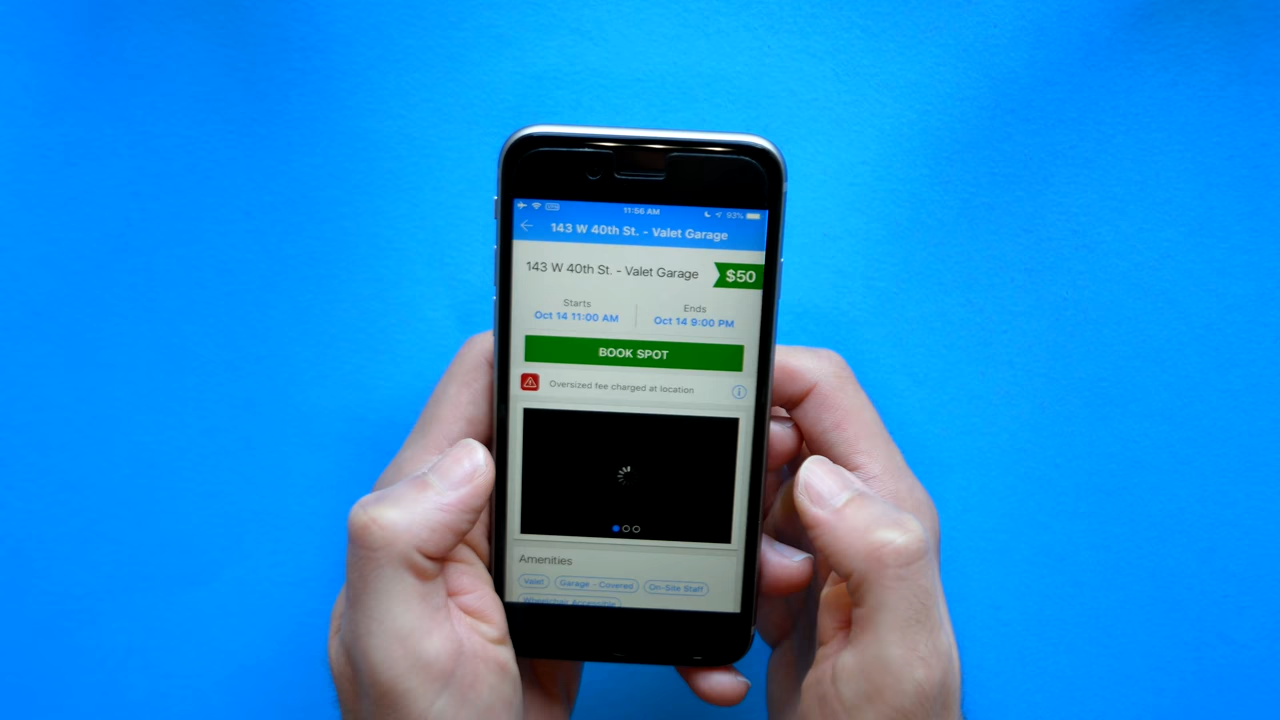 11:56 AM
93%
143 W 40th St. - Valet Garage
143 W 40th St. - Valet Garage
$50
Starts
Ends
Oct 14 11:00 AM
Oct 14 9:00 PM
BOOK SPOT
Oversized fee charged at location
Amenities
Valet
Garage - Covered
On-Site Staff
Wheelchair Accessible